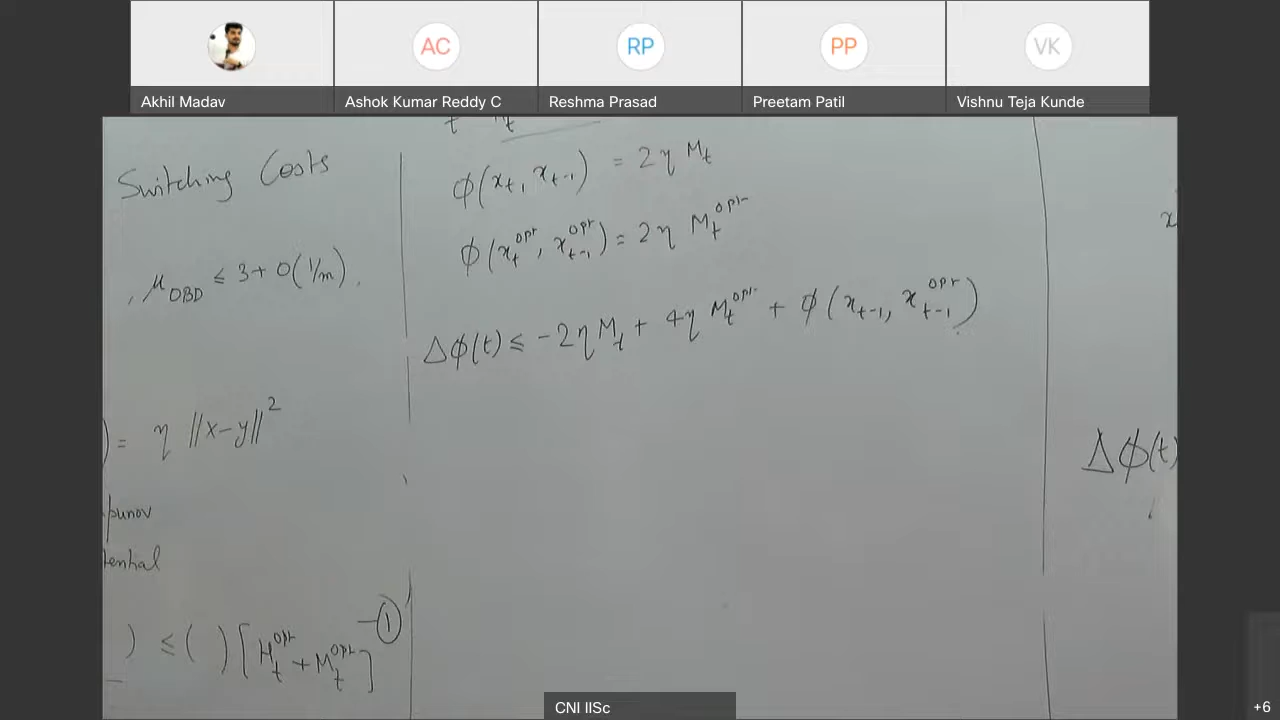 Akhil Madav
AC
Ashok Kumar Reddy C
RP
Reshma Prasad
PP
Preetam Patil
VK
Vishnu Teja Kunde
Switching Costs
, μ_OBD ≤ 3 + O(1/m).
) = η ||x-y||²
punov
tenhal
) ≤ ( ) [H_t^OPT + M_t^OPT] - ①
φ(x_t, x_{t-1}) = 2η M_t
φ(x_t^OPT, x_{t-1}^OPT) = 2η M_t^OPT
Δφ(t) ≤ -2η M_t + 4η M_t^OPT + φ(x_{t-1}, x_{t-1}^OPT)
x
Δφ(t)
CNI IISc
+6